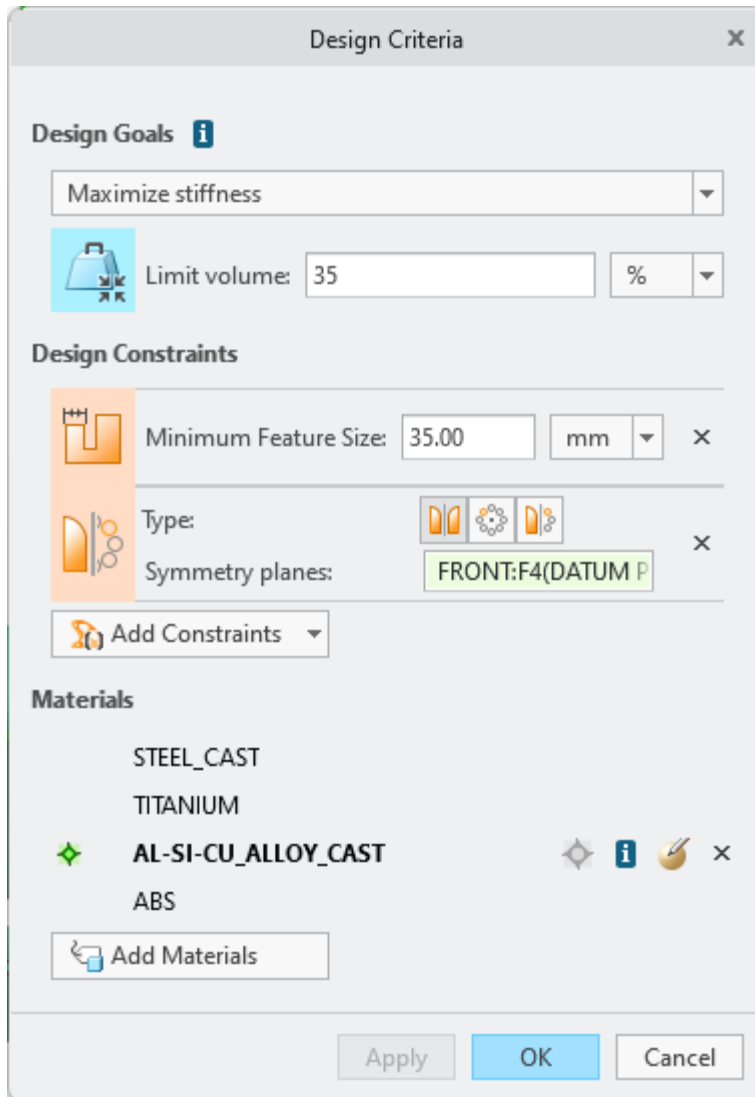 Design Criteria
Design Goals
Maximize stiffness
Limit volume: 35 %
Design Constraints
Minimum Feature Size: 35.00 mm
Type:
Symmetry planes: FRONT:F4(DATUM P
Add Constraints
Materials
STEEL_CAST
TITANIUM
AL-SI-CU_ALLOY_CAST
ABS
Add Materials
Apply OK Cancel